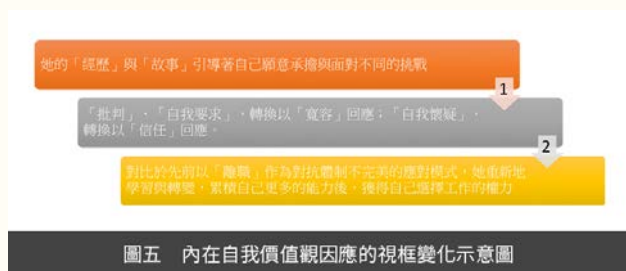 她的「經歷」與「故事」引導著自己願意承擔與面對不同的挑戰
1
「批判」、「自我要求」，轉換以「寬容」回應；「自我懷疑」，
轉換以「信任」回應。
2
對比於先前以「離職」作為對抗體制不完美的應對模式，她重新地
學習與轉變，累積自己更多的能力後，獲得自己選擇工作的權力
圖五 內在自我價值觀因應的視框變化示意圖